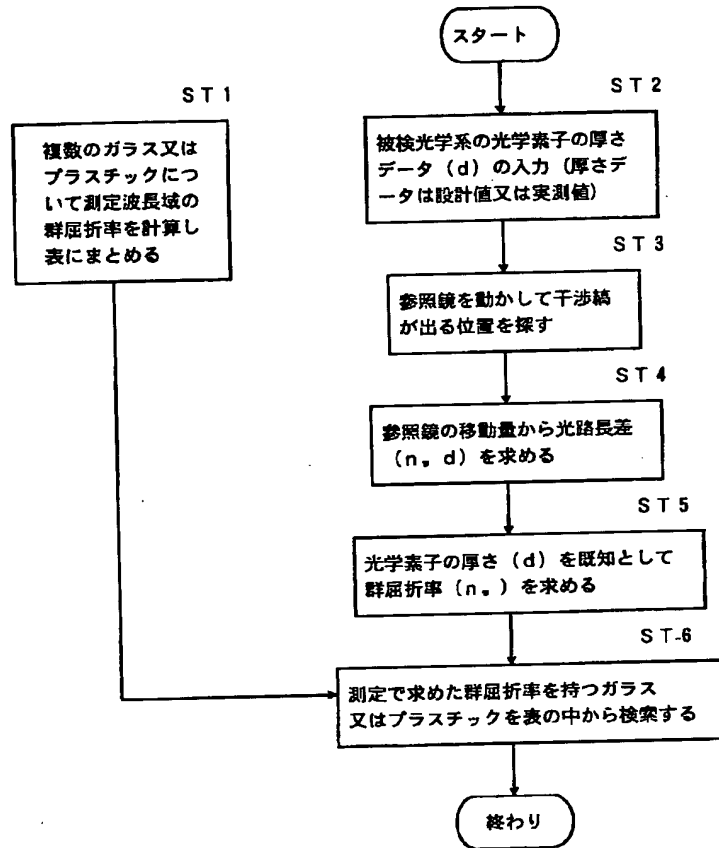 スタート
ST1
複数のガラス又は
プラスチックについ
いて測定波長域の
群屈折率を計算し
表にまとめる
ST2
被検光学系の光学素子の厚さ
データ(d)の入力(厚さデ
ータは設計値又は実測値)
ST3
参照鏡を動かして干渉縞
が出る位置を探す
ST4
参照鏡の移動量から光路長差
(n, d)を求める
ST5
光学素子の厚さ(d)を既知として
群屈折率(n,)を求める
ST-6
測定で求めた群屈折率を持つガラス
又はプラスチックを表の中から検索する
終わり